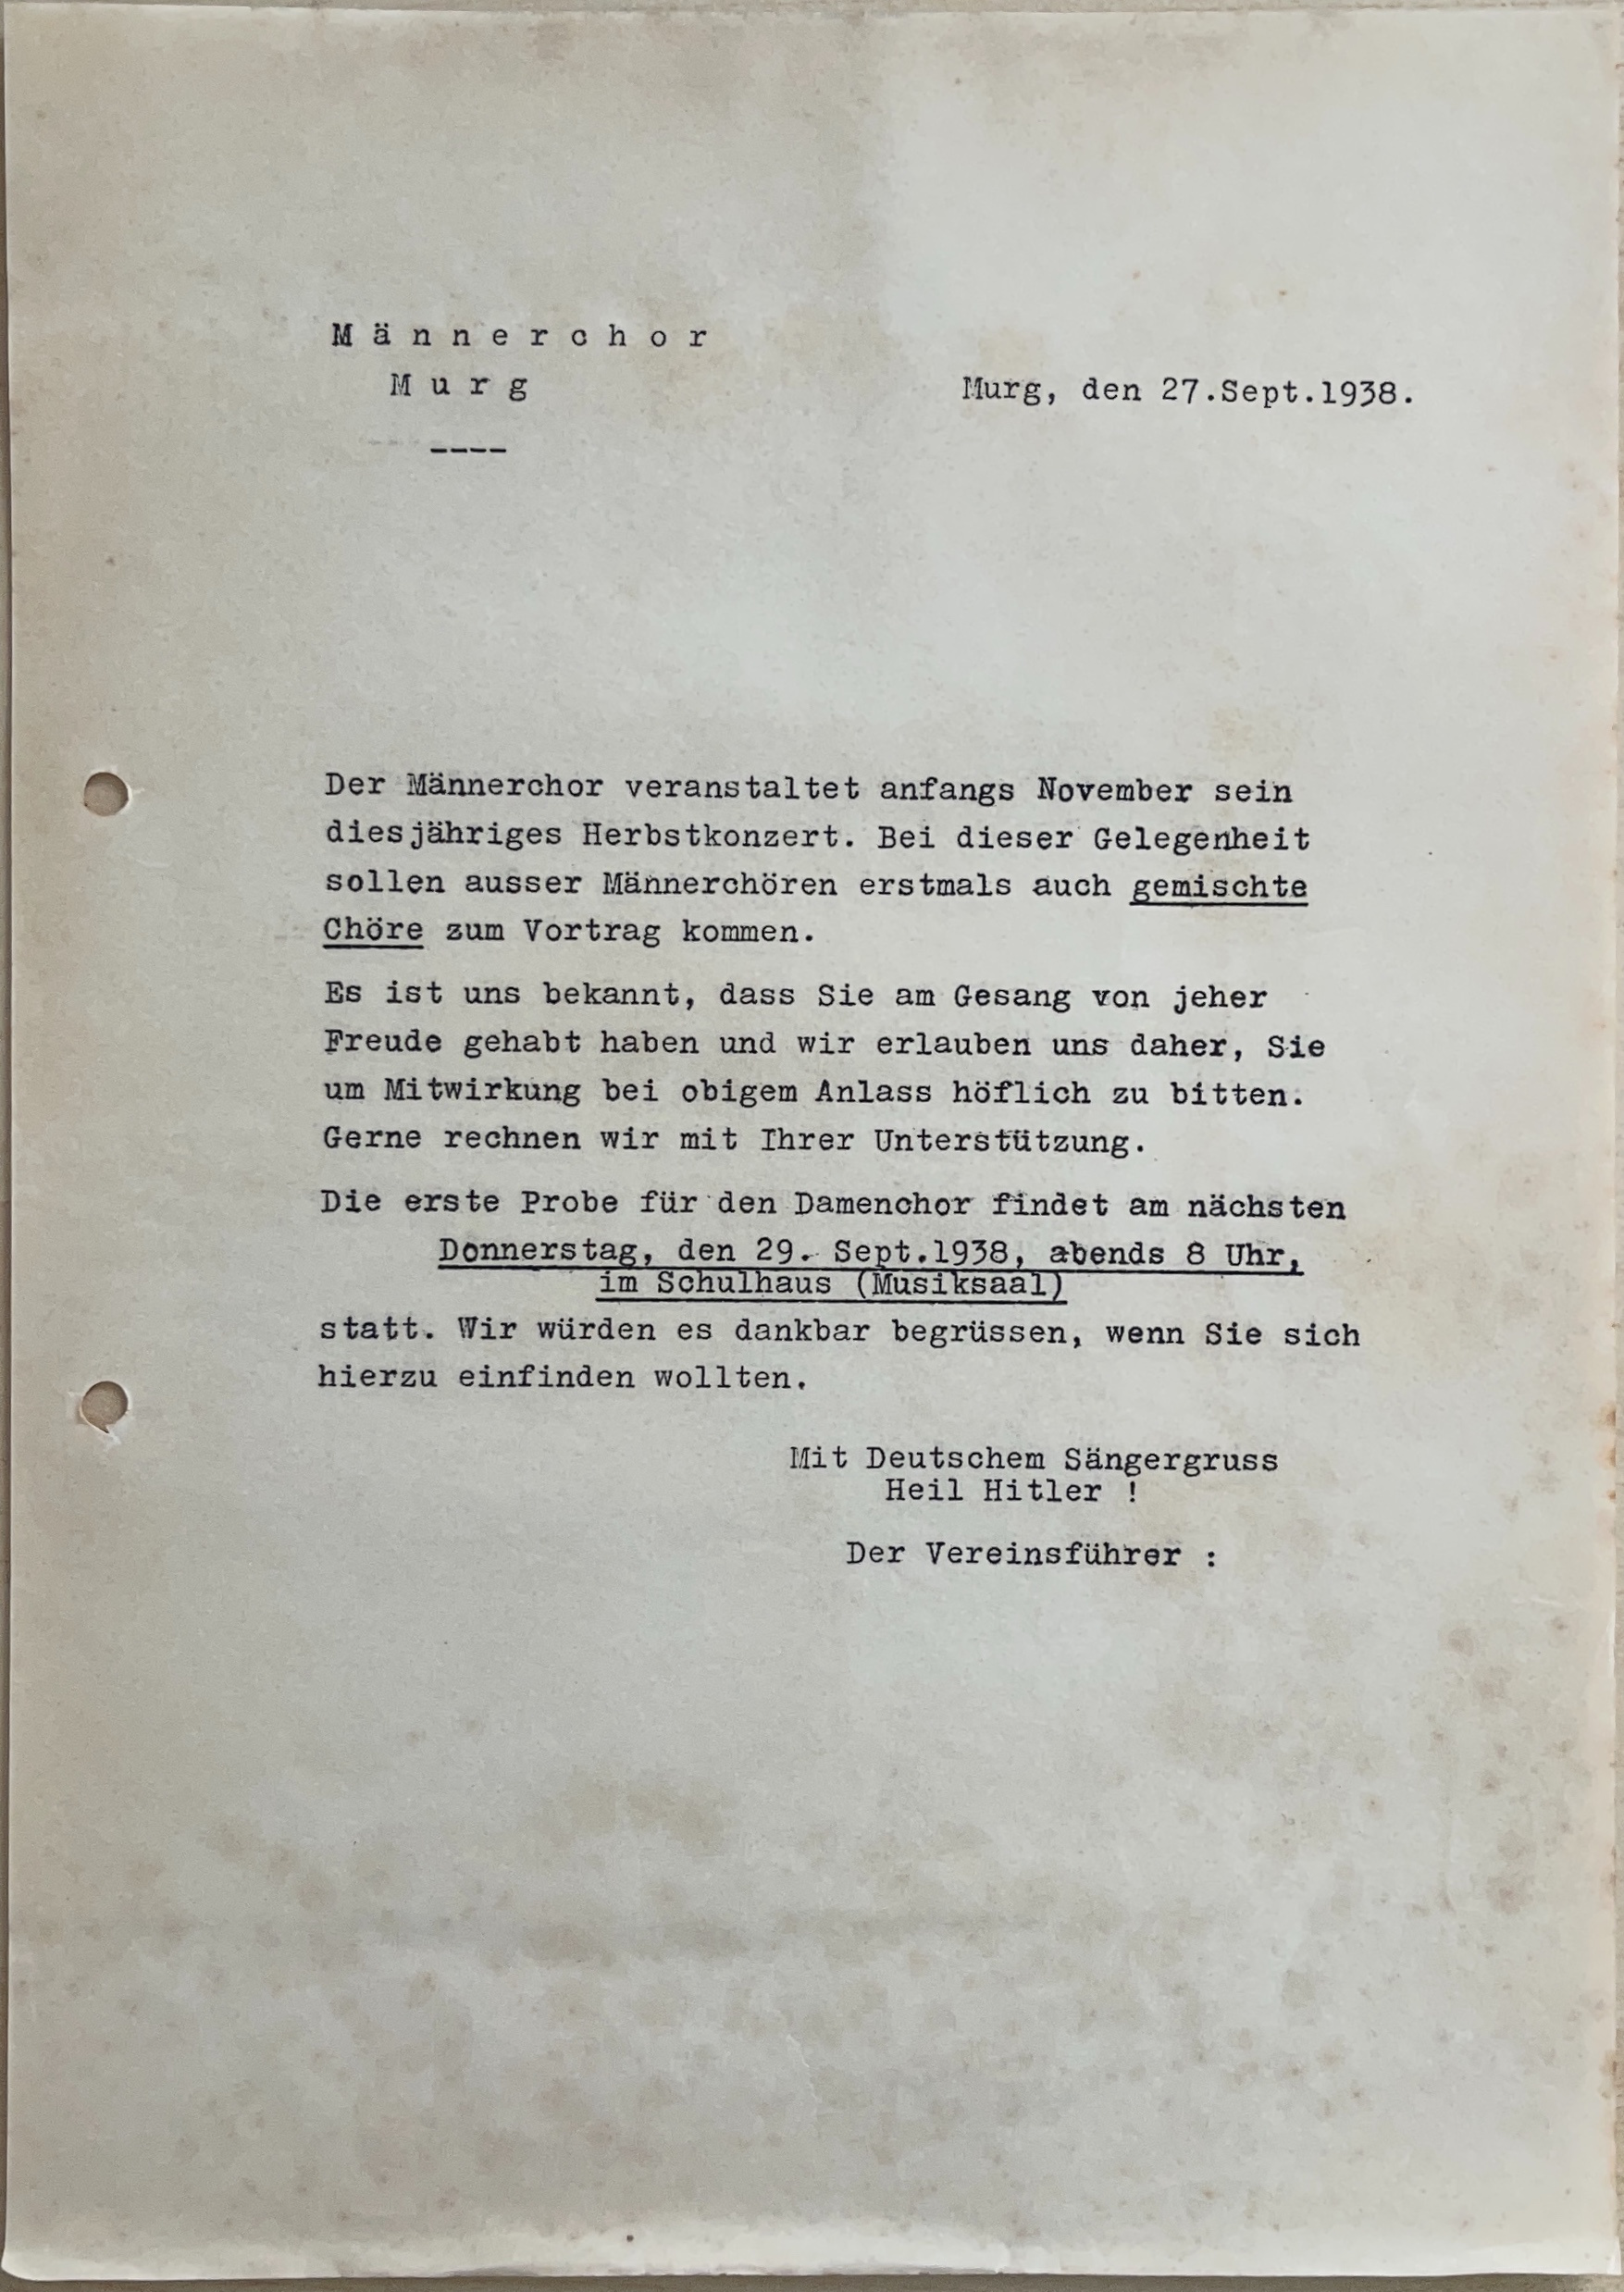 M ä n n e r c h o r
M u r g
Murg, den 27.Sept.1938.
----
Der Männerchor veranstaltet anfangs November sein
diesjähriges Herbstkonzert. Bei dieser Gelegenheit
sollen ausser Männerchören erstmals auch gemischte
Chöre zum Vortrag kommen.
Es ist uns bekannt, dass Sie am Gesang von jeher
Freude gehabt haben und wir erlauben uns daher, Sie
um Mitwirkung bei obigem Anlass höflich zu bitten.
Gerne rechnen wir mit Ihrer Unterstützung.
Die erste Probe für den Damenchor findet am nächsten
Donnerstag, den 29. Sept.1938, abends 8 Uhr,
im Schulhaus (Musiksaal)
statt. Wir würden es dankbar begrüssen, wenn Sie sich
hierzu einfinden wollten.
Mit Deutschem Sängergruss
Heil Hitler !
Der Vereinsführer :